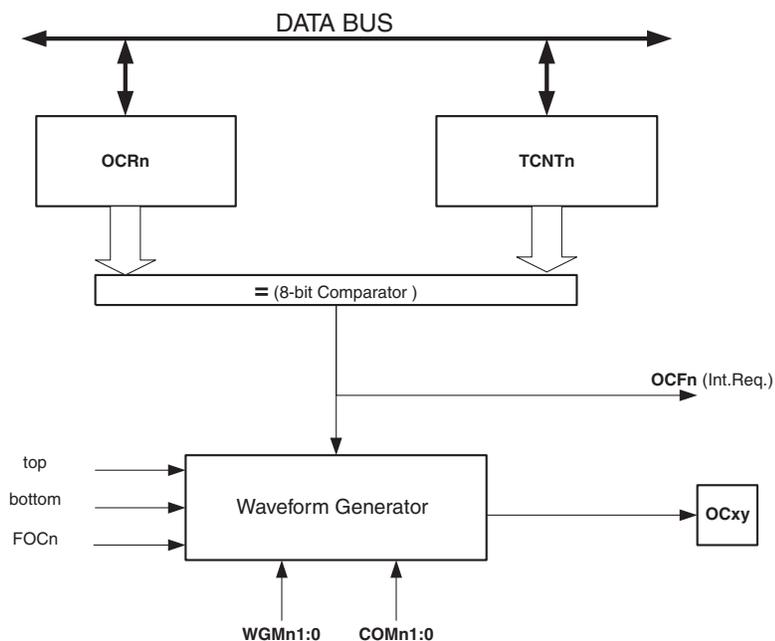 DATA BUS
OCRn
TCNTn
= (8-bit Comparator )
OCFn (Int.Req.)
top
bottom
FOCn
Waveform Generator
OCxy
WGMn1:0
COMn1:0